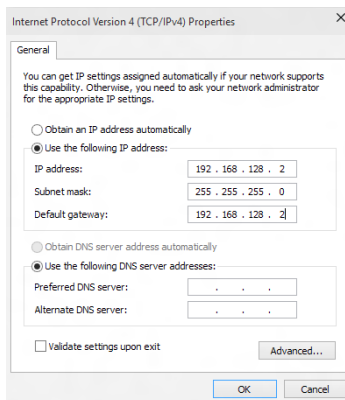 Internet Protocol Version 4 (TCP/IPv4) Properties
General
You can get IP settings assigned automatically if your network supports
this capability. Otherwise, you need to ask your network administrator
for the appropriate IP settings.
Obtain an IP address automatically
Use the following IP address:
IP address: 192 . 168 . 128 . 2
Subnet mask: 255 . 255 . 255 . 0
Default gateway: 192 . 168 . 128 . 2
Obtain DNS server address automatically
Use the following DNS server addresses:
Preferred DNS server: . . .
Alternate DNS server: . . .
Validate settings upon exit
Advanced...
OK Cancel